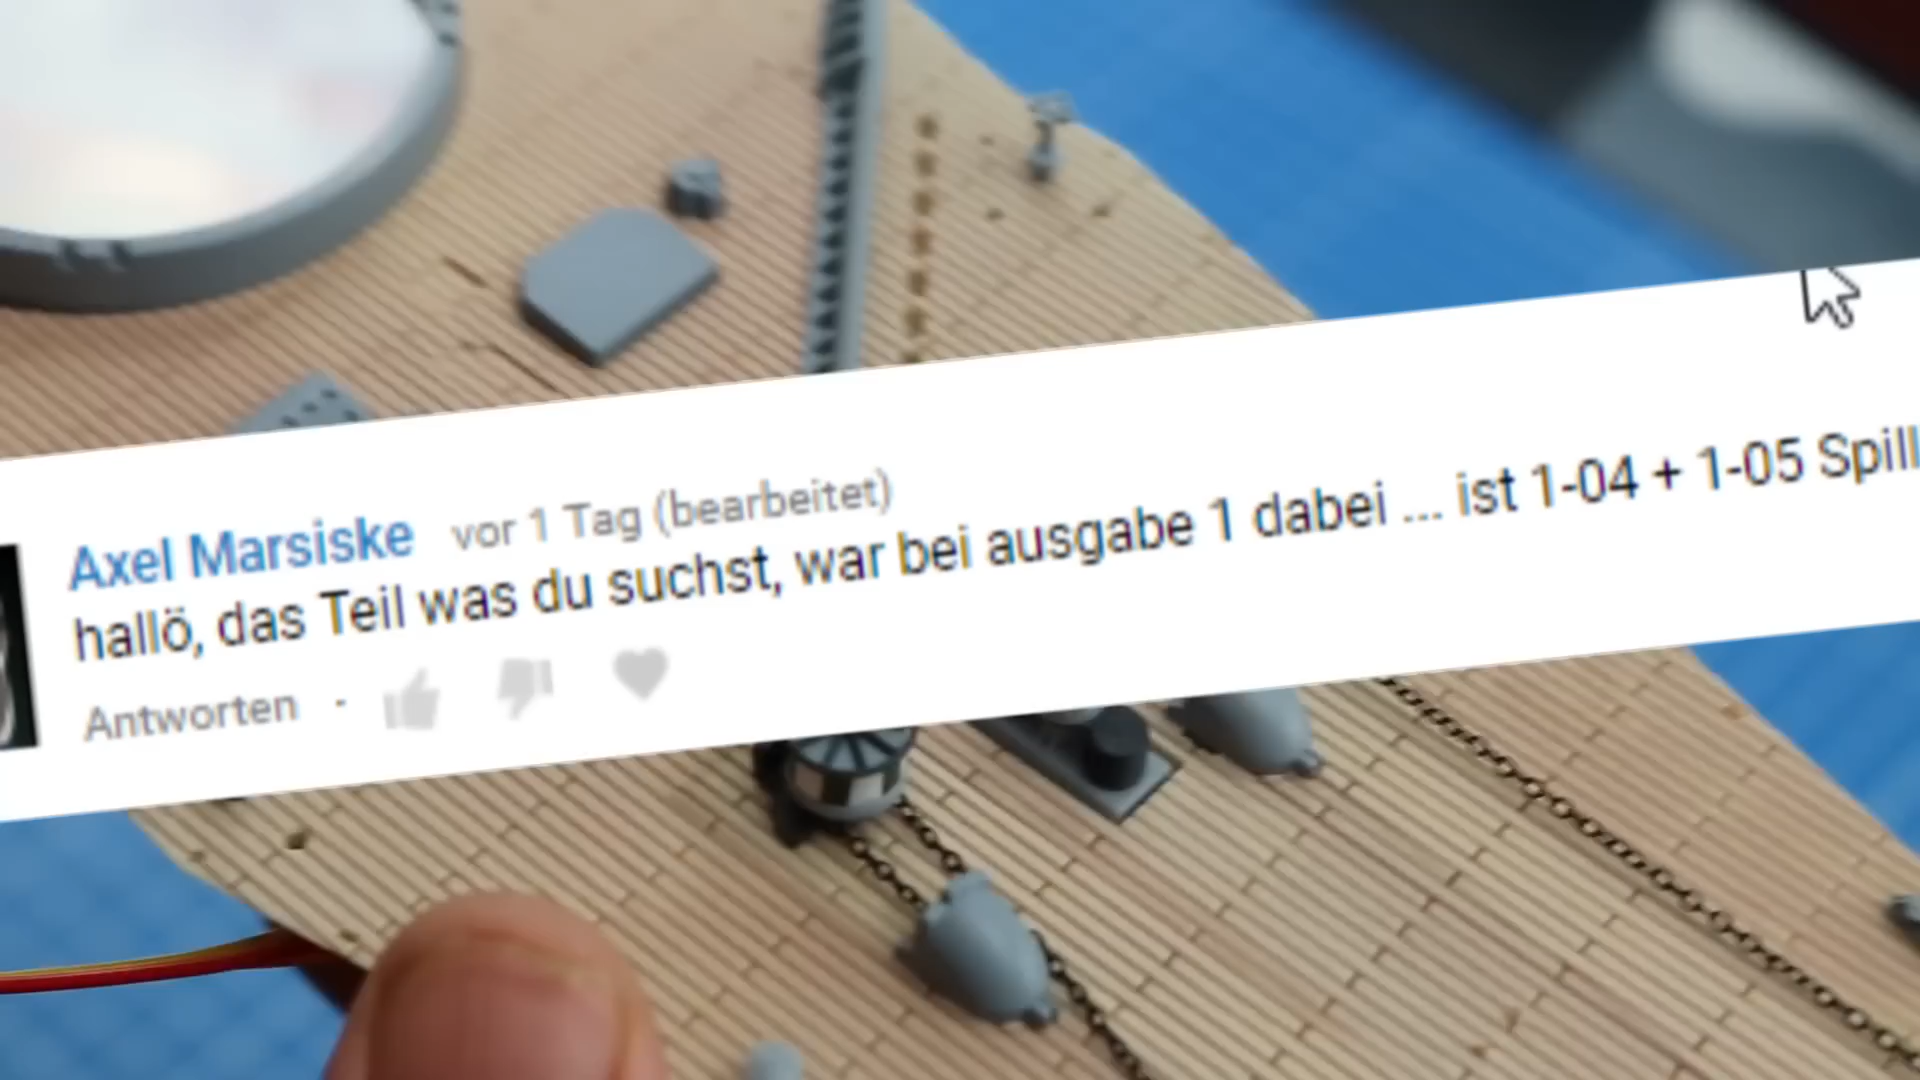 Axel Marsiske vor 1 Tag (bearbeitet)
hallö, das Teil was du suchst, war bei ausgabe 1 dabei ... ist 1-04 + 1-05 Spill
Antworten